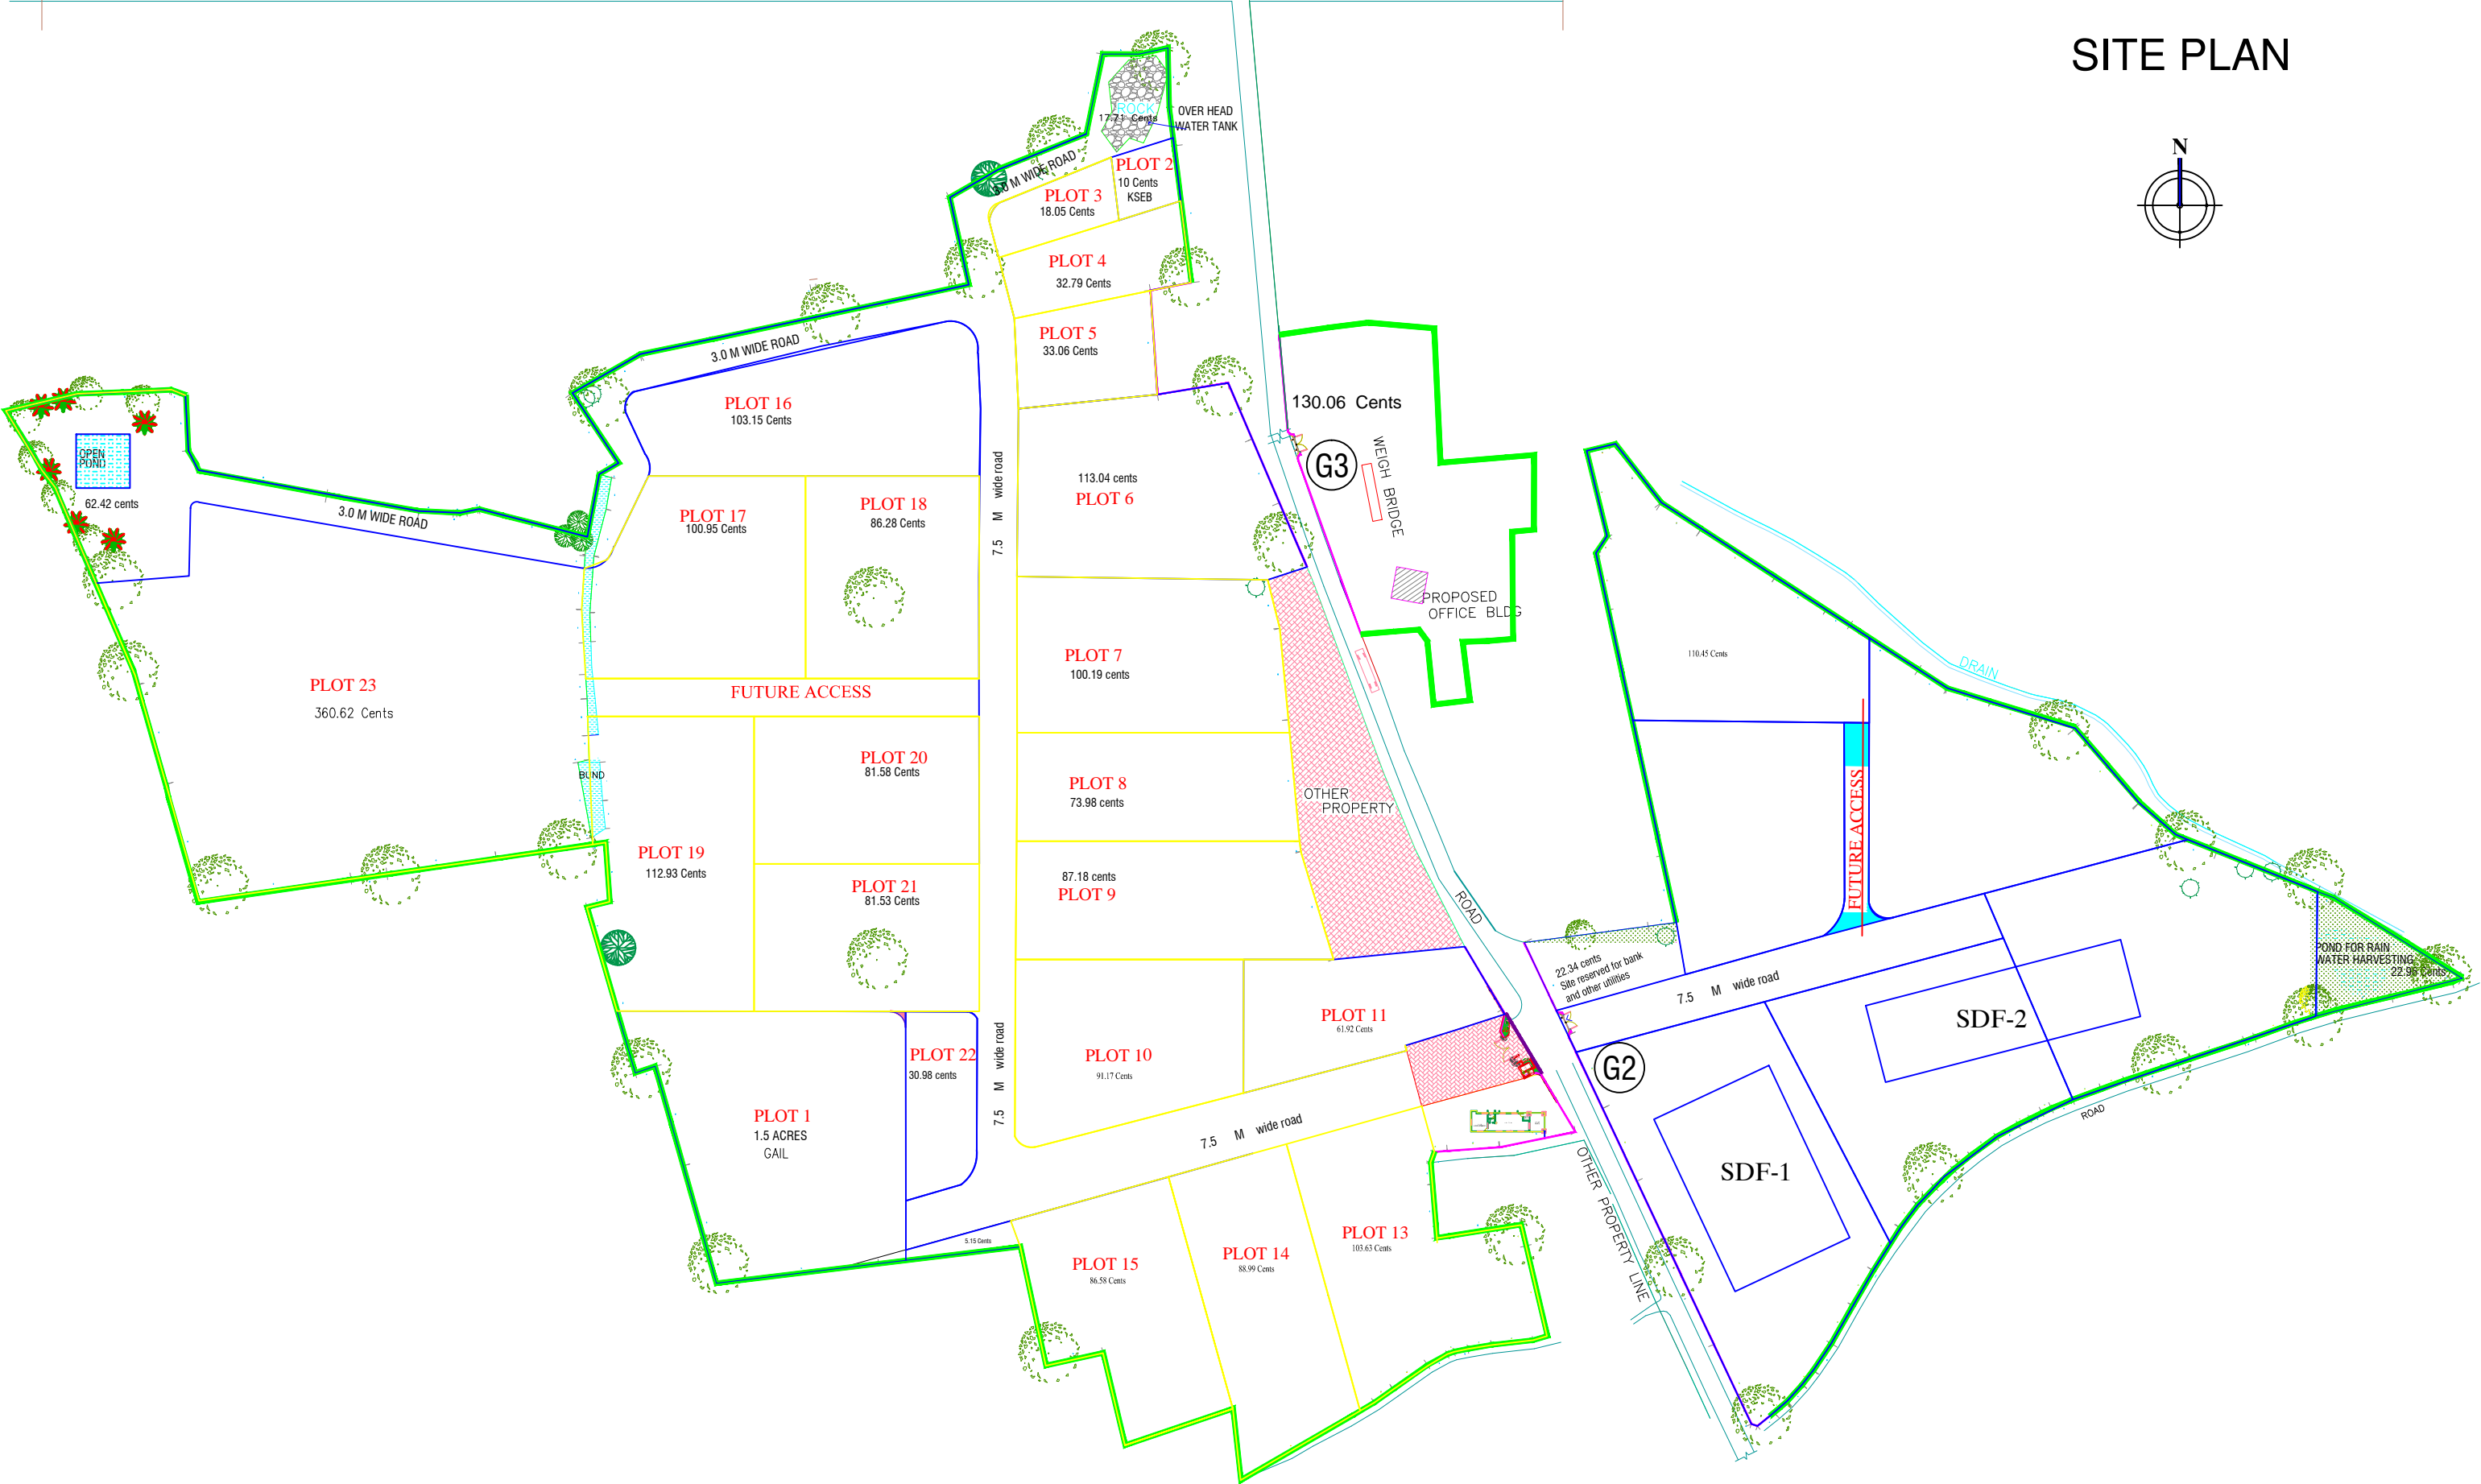 SITE PLAN
N
ROCK
17.71 Cents
OVER HEAD
WATER TANK
3.0 M WIDE ROAD
PLOT 2
10 Cents
KSEB
PLOT 3
18.05 Cents
PLOT 4
32.79 Cents
PLOT 5
33.06 Cents
3.0 M WIDE ROAD
PLOT 16
103.15 Cents
130.06 Cents
G3
WEIGH BRIDGE
OPEN
POND
62.42 cents
3.0 M WIDE ROAD
PLOT 17
100.95 Cents
PLOT 18
86.28 Cents
7.5 M wide road
113.04 cents
PLOT 6
PROPOSED
OFFICE BLDG
PLOT 7
100.19 cents
110.45 Cents
DRAIN
PLOT 23
360.62 Cents
FUTURE ACCESS
PLOT 20
81.58 Cents
BUND
PLOT 8
73.98 cents
OTHER
PROPERTY
FUTURE ACCESS
PLOT 19
112.93 Cents
PLOT 21
81.53 Cents
87.18 cents
PLOT 9
ROAD
22.34 cents
Site reserved for bank
and other utilities
7.5 M wide road
POND FOR RAIN
WATER HARVESTING
22.96 Cents
SDF-2
PLOT 11
61.92 Cents
PLOT 22
30.98 cents
7.5 M wide road
PLOT 10
91.17 Cents
G2
PLOT 1
1.5 ACRES
GAIL
7.5 M wide road
ROAD
SDF-1
OTHER PROPERTY LINE
5.15 Cents
PLOT 15
86.58 Cents
PLOT 14
88.99 Cents
PLOT 13
103.63 Cents